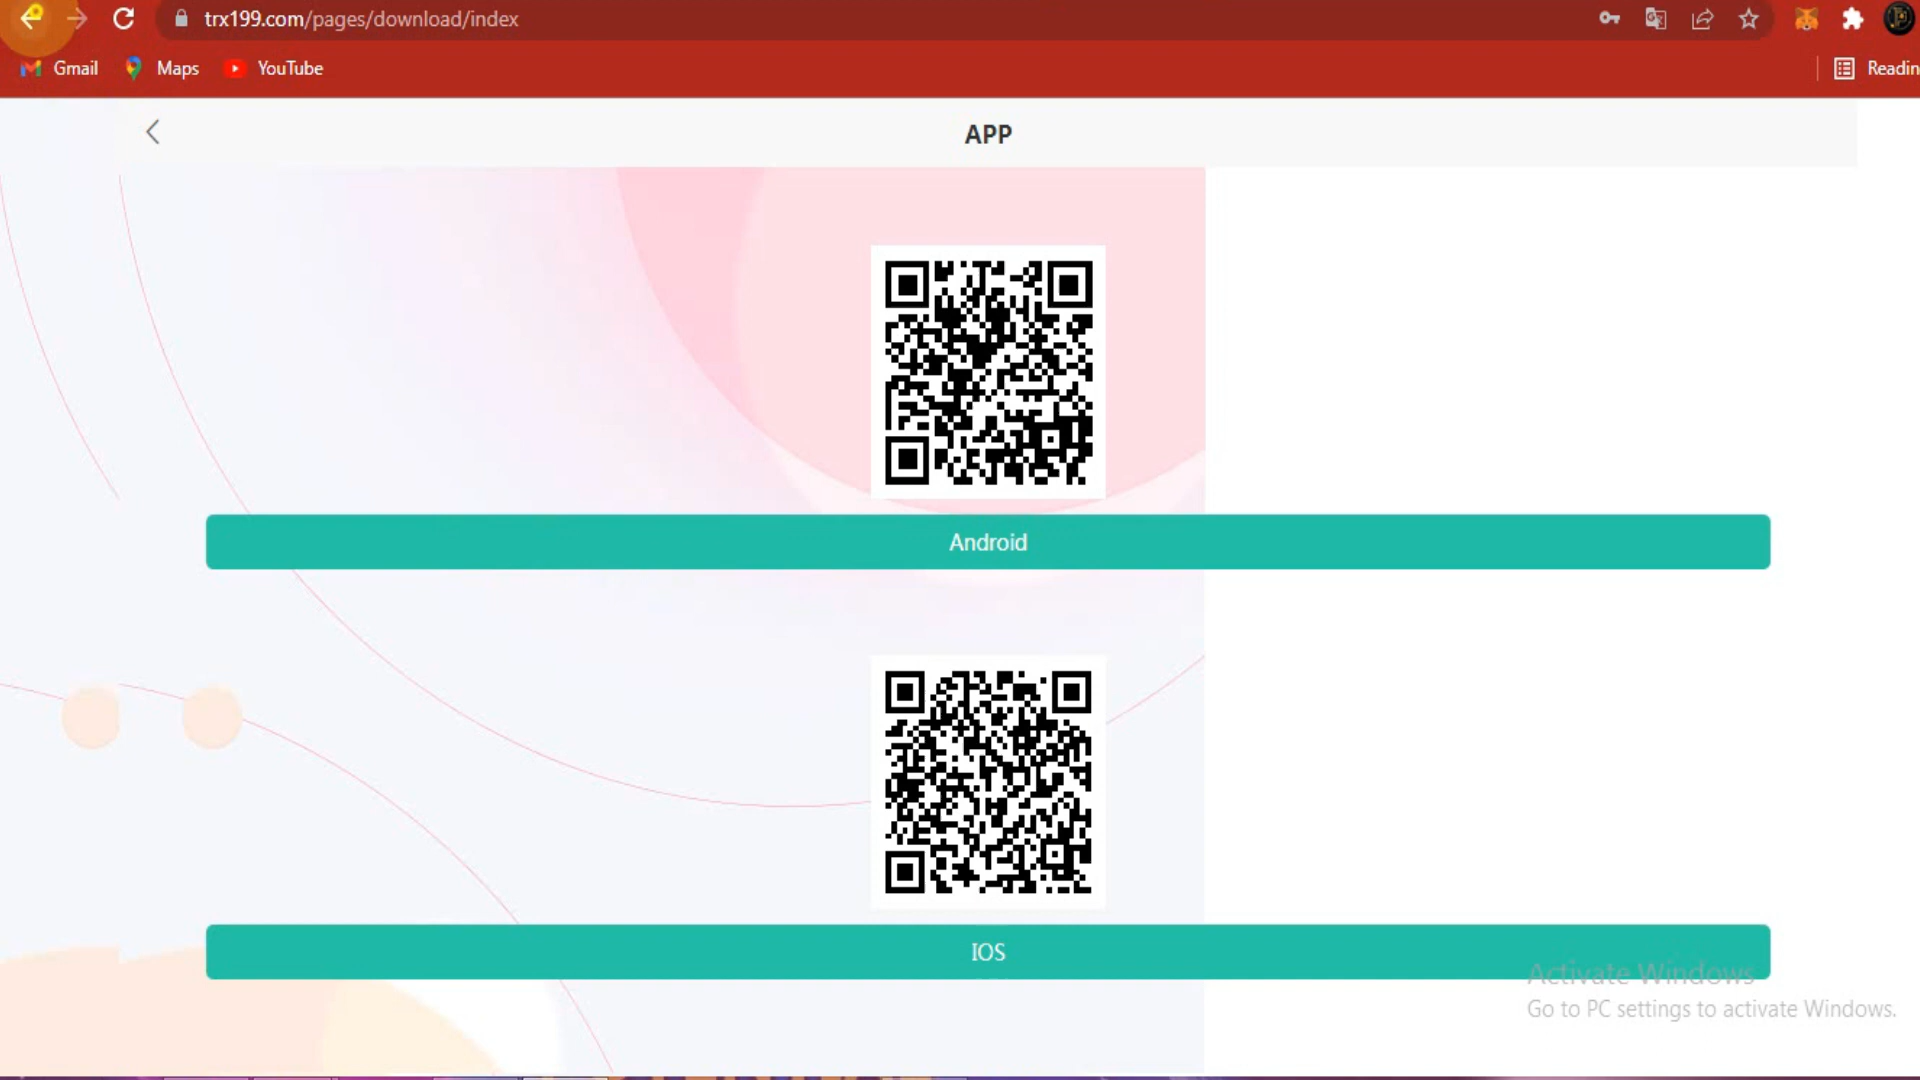 trx199.com/pages/download/index
Gmail Maps YouTube Readin
APP
Android
IOS
Activate Windows
Go to PC settings to activate Windows.